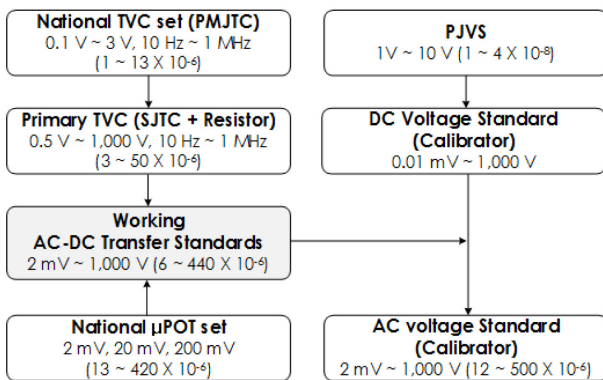 National TVC set (PMJTC)
0.1 V ~ 3 V, 10 Hz ~ 1 MHz
(1 ~ 13 X 10⁻⁶)
Primary TVC (SJTC + Resistor)
0.5 V ~ 1,000 V, 10 Hz ~ 1 MHz
(3 ~ 50 X 10⁻⁶)
Working
AC-DC Transfer Standards
2 mV ~ 1,000 V (6 ~ 440 X 10⁻⁶)
National µPOT set
2 mV, 20 mV, 200 mV
(13 ~ 420 X 10⁻⁶)
PJVS
1V ~ 10 V (1 ~ 4 X 10⁻⁸)
DC Voltage Standard
(Calibrator)
0.01 mV ~ 1,000 V
AC voltage Standard
(Calibrator)
2 mV ~ 1,000 V (12 ~ 500 X 10⁻⁶)